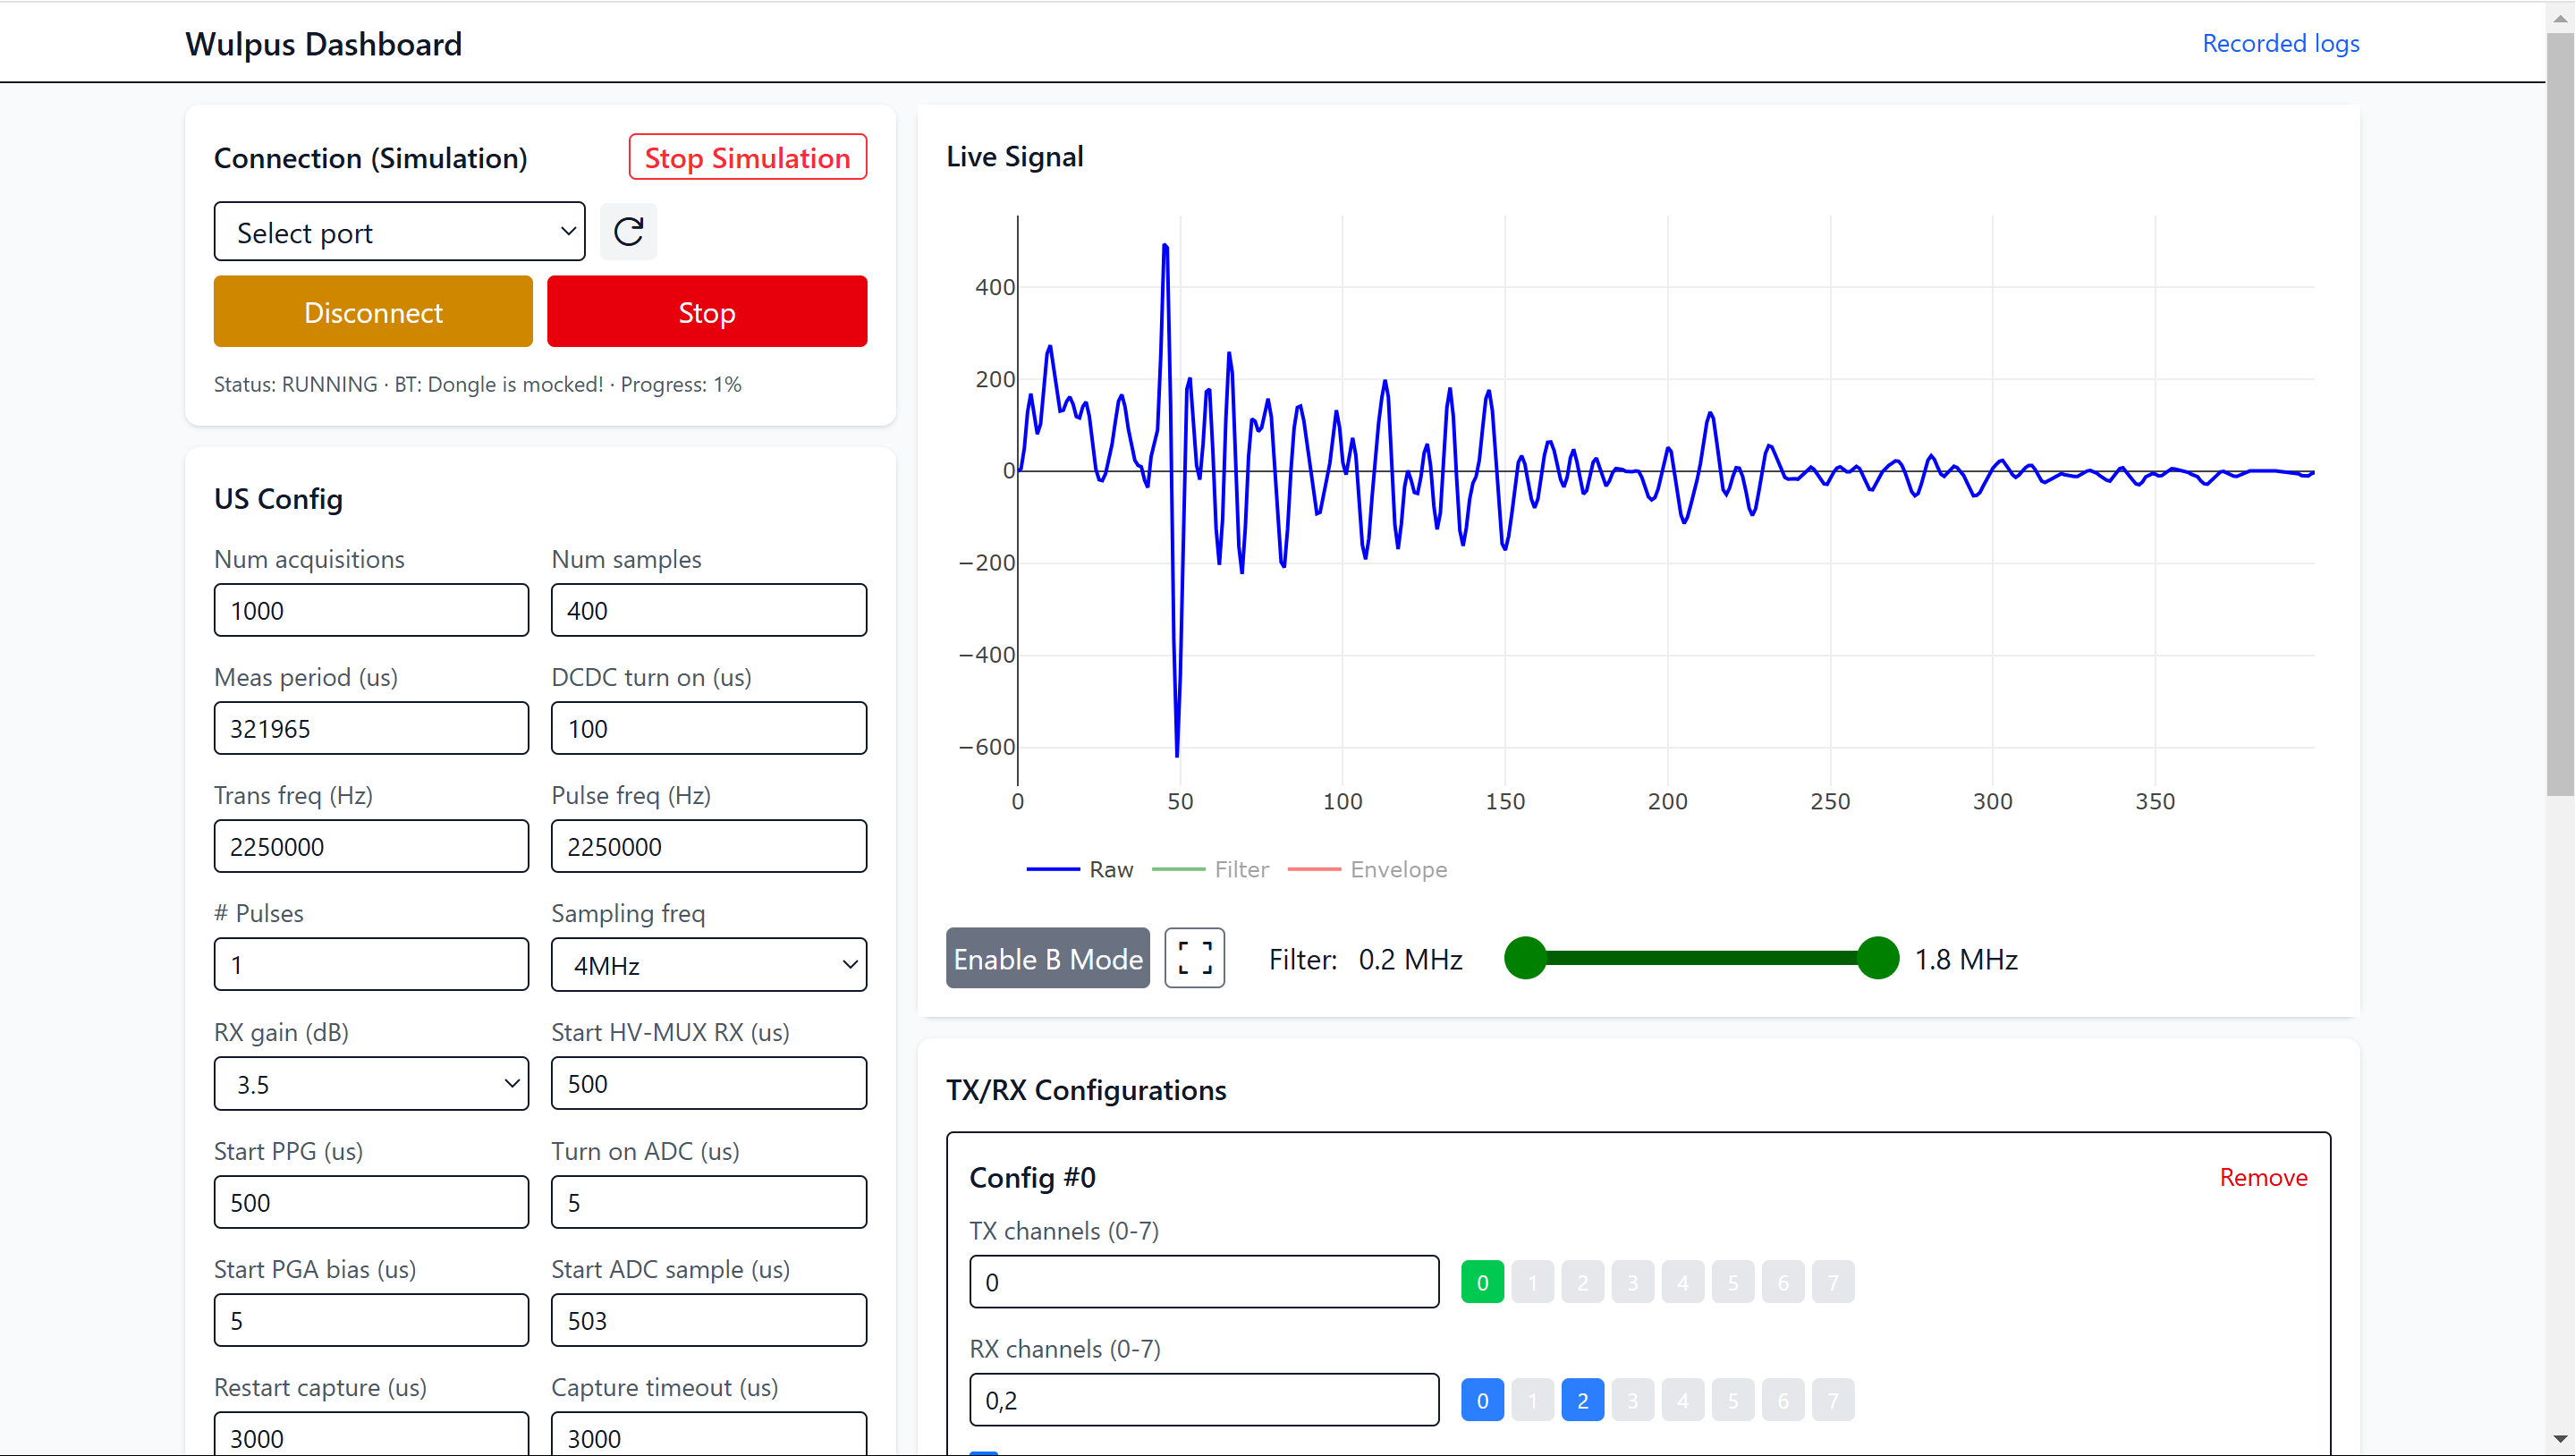 Wulpus Dashboard
Recorded logs
Connection (Simulation)
Stop Simulation
Select port
Disconnect
Stop
Status: RUNNING · BT: Dongle is mocked! · Progress: 1%
US Config
Num acquisitions
Num samples
1000
400
Meas period (us)
DCDC turn on (us)
321965
100
Trans freq (Hz)
Pulse freq (Hz)
2250000
2250000
# Pulses
Sampling freq
1
4MHz
RX gain (dB)
Start HV-MUX RX (us)
3.5
500
Start PPG (us)
Turn on ADC (us)
500
5
Start PGA bias (us)
Start ADC sample (us)
5
503
Restart capture (us)
Capture timeout (us)
3000
3000
Live Signal
400
200
0
−200
−400
−600
0 50 100 150 200 250 300 350
Raw Filter Envelope
Enable B Mode
Filter: 0.2 MHz 1.8 MHz
TX/RX Configurations
Config #0
Remove
TX channels (0-7)
0
0 1 2 3 4 5 6 7
RX channels (0-7)
0,2
0 1 2 3 4 5 6 7